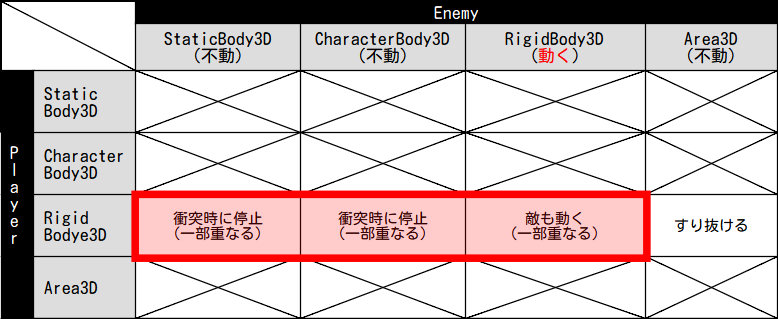 Enemy
StaticBody3D
(不動)
CharacterBody3D
(不動)
RigidBody3D
(動く)
Area3D
(不動)
Player
Static
Body3D
Character
Body3D
Rigid
Bodye3D
衝突時に停止
(一部重なる)
衝突時に停止
(一部重なる)
敵も動く
(一部重なる)
すり抜ける
Area3D